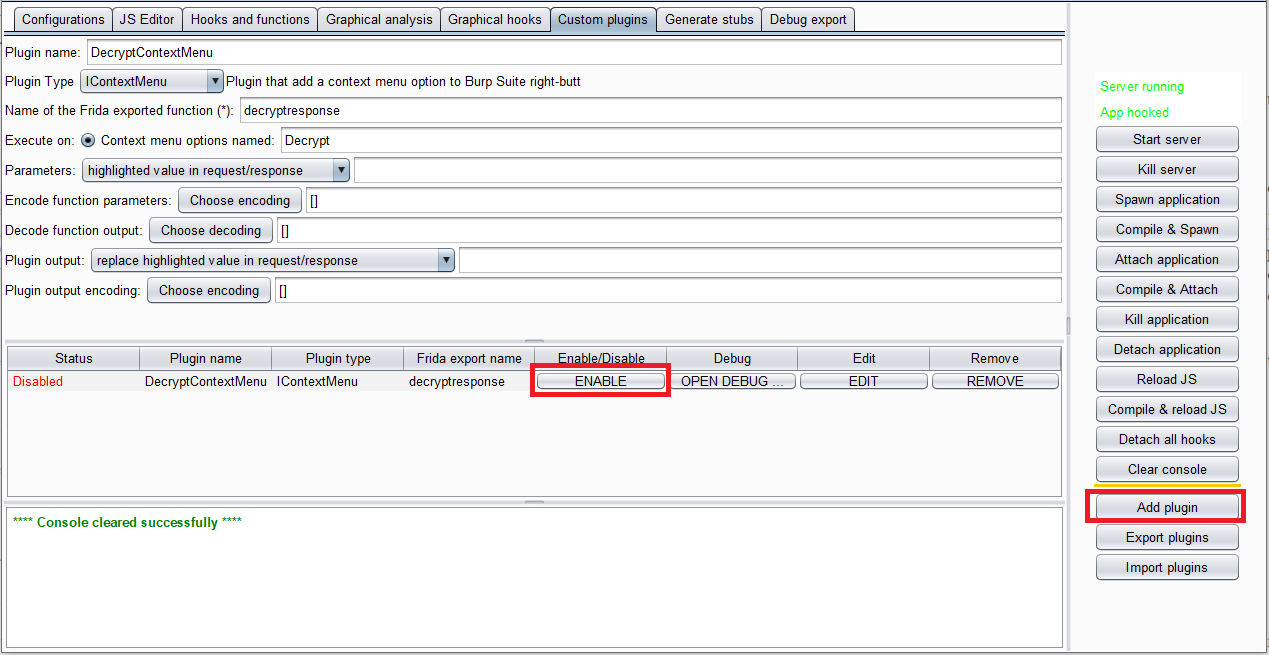 Configurations JS Editor Hooks and functions Graphical analysis Graphical hooks Custom plugins Generate stubs Debug export
Plugin name: DecryptContextMenu
Plugin Type IContextMenu Plugin that add a context menu option to Burp Suite right-butt
Name of the Frida exported function (*): decryptresponse
Execute on: Context menu options named: Decrypt
Parameters: highlighted value in request/response
Encode function parameters: Choose encoding []
Decode function output: Choose decoding []
Plugin output: replace highlighted value in request/response
Plugin output encoding: Choose encoding []
Status Plugin name Plugin type Frida export name Enable/Disable Debug Edit Remove
Disabled DecryptContextMenu IContextMenu decryptresponse ENABLE OPEN DEBUG ... EDIT REMOVE
**** Console cleared successfully ****
Server running
App hooked
Start server
Kill server
Spawn application
Compile & Spawn
Attach application
Compile & Attach
Kill application
Detach application
Reload JS
Compile & reload JS
Detach all hooks
Clear console
Add plugin
Export plugins
Import plugins